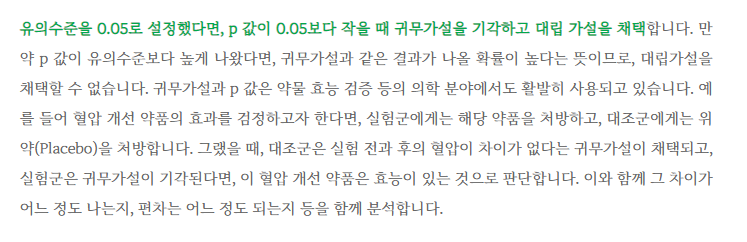 유의수준을 0.05로 설정했다면, p 값이 0.05보다 작을 때 귀무가설을 기각하고 대립 가설을 채택합니다. 만
약 p 값이 유의수준보다 높게 나왔다면, 귀무가설과 같은 결과가 나올 확률이 높다는 뜻이므로, 대립가설을
채택할 수 없습니다. 귀무가설과 p 값은 약물 효능 검증 등의 의학 분야에서도 활발히 사용되고 있습니다. 예
를 들어 혈압 개선 약품의 효과를 검정하고자 한다면, 실험군에게는 해당 약품을 처방하고, 대조군에게는 위
약(Placebo)을 처방합니다. 그랬을 때, 대조군은 실험 전과 후의 혈압이 차이가 없다는 귀무가설이 채택되고,
실험군은 귀무가설이 기각된다면, 이 혈압 개선 약품은 효능이 있는 것으로 판단합니다. 이와 함께 그 차이가
어느 정도 나는지, 편차는 어느 정도 되는지 등을 함께 분석합니다.